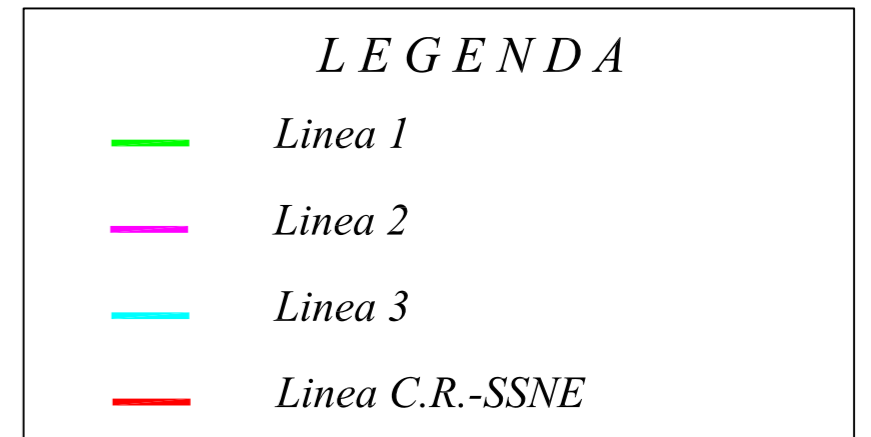 L E G E N D A
Linea 1
Linea 2
Linea 3
Linea C.R.-SSNE